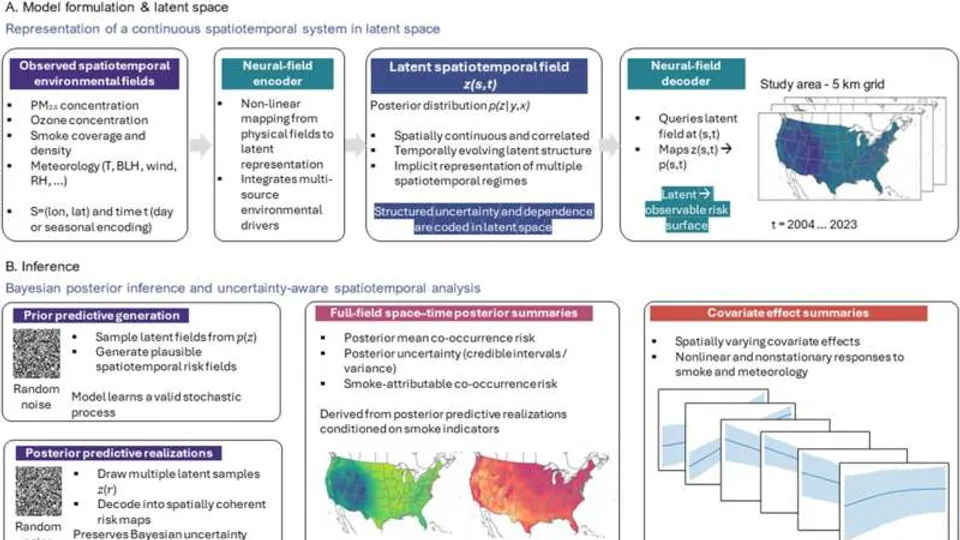 A. Model formulation & latent space
Representation of a continuous spatiotemporal system in latent space
Observed spatiotemporal
environmental fields
▪ PM₂.₅ concentration
▪ Ozone concentration
▪ Smoke coverage and
density
▪ Meteorology (T, BLH, wind,
RH, ...)
▪ S=(lon, lat) and time t (day
or seasonal encoding)
Neural-field
encoder
▪ Non-linear
mapping from
physical fields to
latent
representation
▪ Integrates multi-
source
environmental
drivers
Latent spatiotemporal field
z(s,t)
Posterior distribution p(z|y,x)
▪ Spatially continuous and correlated
▪ Temporally evolving latent structure
▪ Implicit representation of multiple
spatiotemporal regimes
Structured uncertainty and dependence
are coded in latent space
Neural-field
decoder
▪ Queries latent
field at (s,t)
▪ Maps z(s,t) →
p(s,t)
Latent →
observable risk
surface
Study area - 5 km grid
t = 2004 ... 2023
B. Inference
Bayesian posterior inference and uncertainty-aware spatiotemporal analysis
Prior predictive generation
▪ Sample latent fields from p(z)
▪ Generate plausible
spatiotemporal risk fields
Random
noise
Model learns a valid stochastic
process
Posterior predictive realizations
▪ Draw multiple latent samples
z(r)
▪ Decode into spatially coherent
risk maps
Random
noise
Preserves Bayesian uncertainty
Full-field space–time posterior summaries
▪ Posterior mean co-occurrence risk
▪ Posterior uncertainty (credible intervals /
variance)
▪ Smoke-attributable co-occurrence risk
Derived from posterior predictive realizations
conditioned on smoke indicators
Covariate effect summaries
▪ Spatially varying covariate effects
▪ Nonlinear and nonstationary responses to
smoke and meteorology